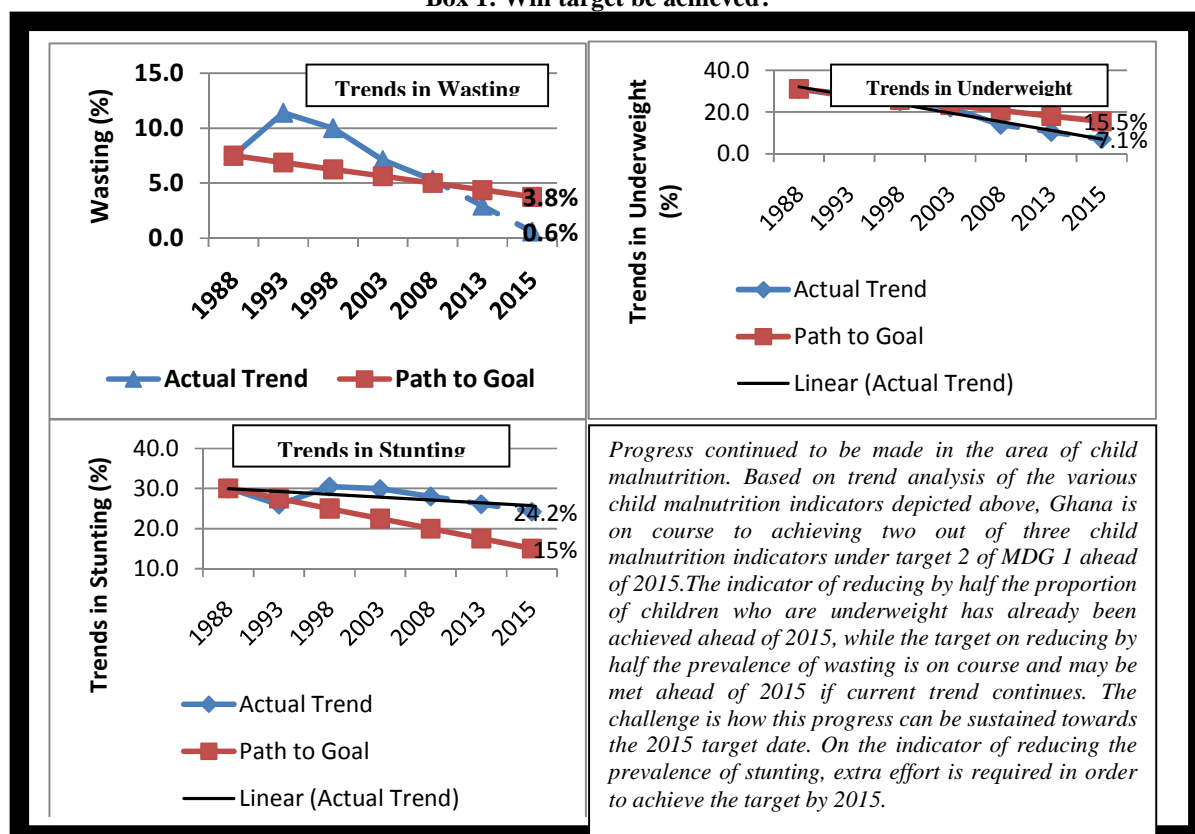 Box 1: Will target be achieved?
Trends in Wasting
Wasting (%)
15.0
10.0
5.0
0.0
3.8%
0.6%
1988
1993
1998
2003
2008
2013
2015
Actual Trend
Path to Goal
Trends in Underweight
Trends in Underweight
(%)
40.0
20.0
0.0
15.5%
7.1%
1988
1993
1998
2003
2008
2013
2015
Actual Trend
Path to Goal
Linear (Actual Trend)
Trends in Stunting
Trends in Stunting (%)
40.0
30.0
20.0
10.0
24.2%
15%
1988
1993
1998
2003
2008
2013
2015
Actual Trend
Path to Goal
Linear (Actual Trend)
Progress continued to be made in the area of child
malnutrition. Based on trend analysis of the various
child malnutrition indicators depicted above, Ghana is
on course to achieving two out of three child
malnutrition indicators under target 2 of MDG 1 ahead
of 2015.The indicator of reducing by half the proportion
of children who are underweight has already been
achieved ahead of 2015, while the target on reducing by
half the prevalence of wasting is on course and may be
met ahead of 2015 if current trend continues. The
challenge is how this progress can be sustained towards
the 2015 target date. On the indicator of reducing the
prevalence of stunting, extra effort is required in order
to achieve the target by 2015.